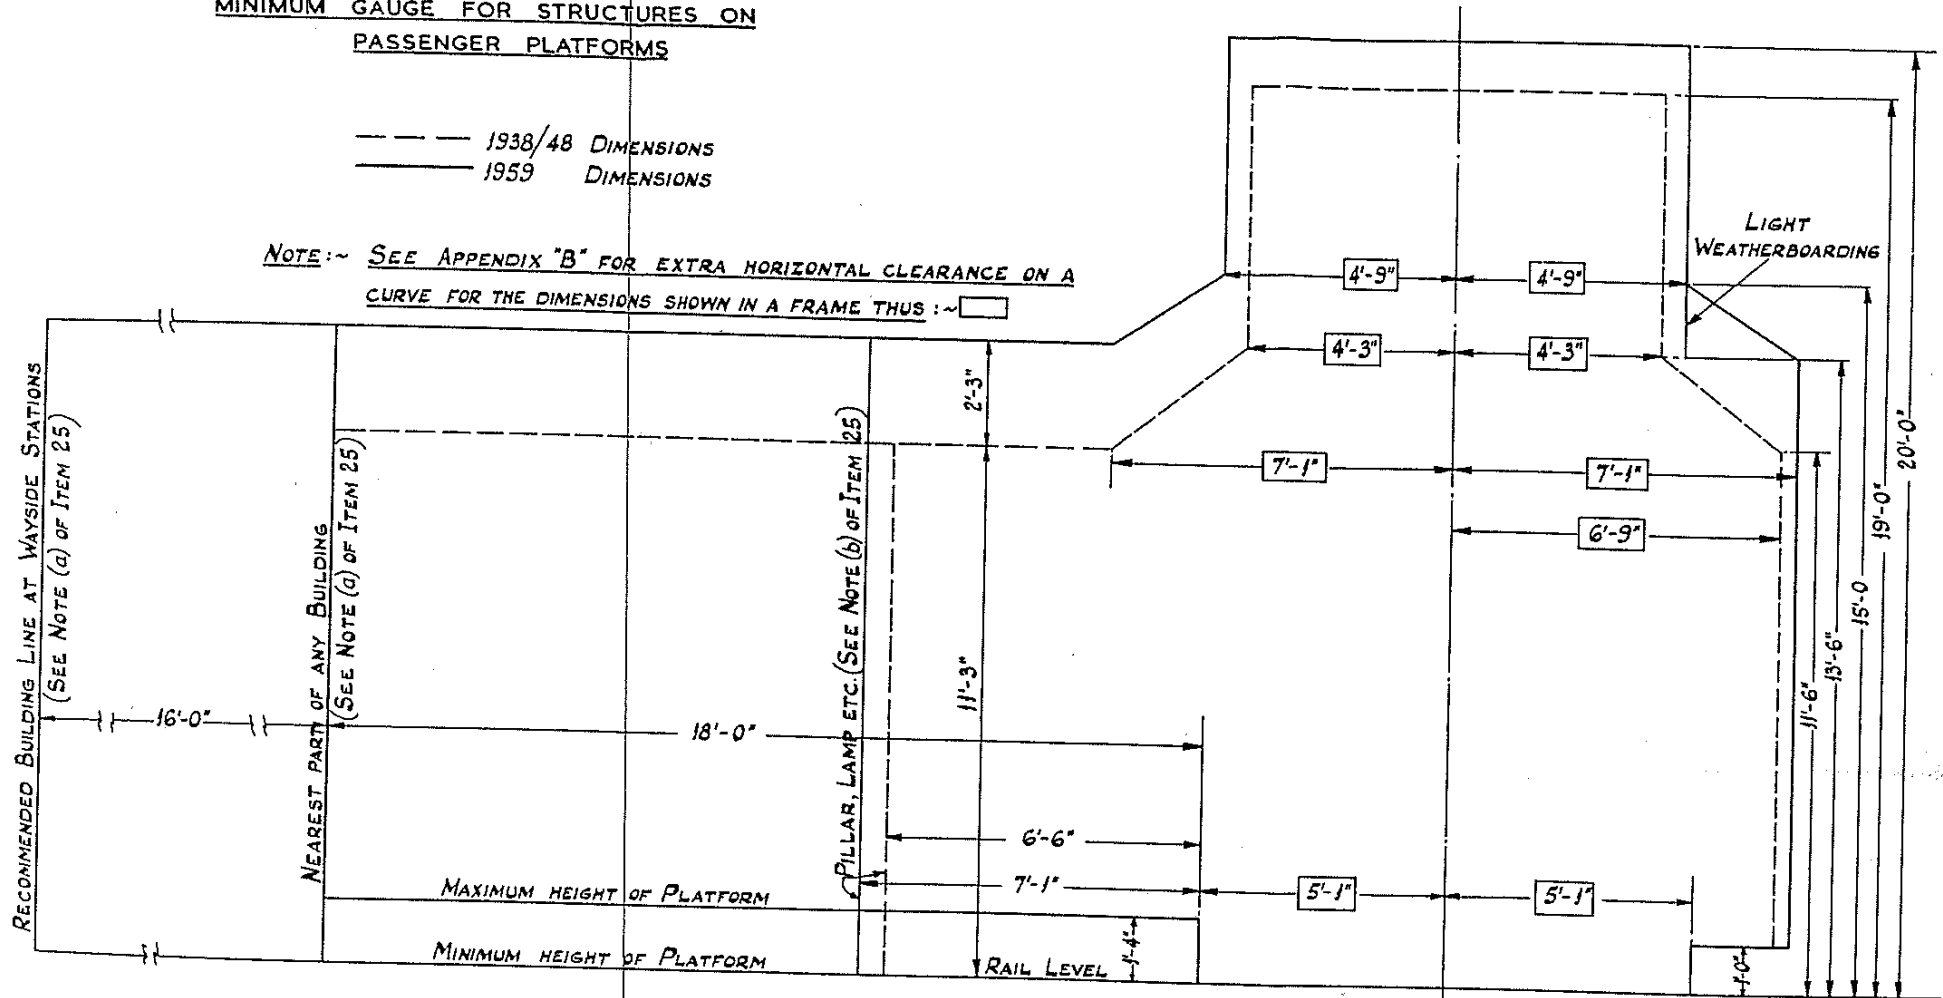 MINIMUM GAUGE FOR STRUCTURES ON
PASSENGER PLATFORMS
1938/48 DIMENSIONS
1959 DIMENSIONS
NOTE:~ SEE APPENDIX "B" FOR EXTRA HORIZONTAL CLEARANCE ON A
CURVE FOR THE DIMENSIONS SHOWN IN A FRAME THUS :~
LIGHT
WEATHERBOARDING
4'-9"
4'-9"
4'-3"
4'-3"
2'-3"
7'-1"
7'-1"
6'-9"
20'-0"
19'-0"
15'-0
13'-6"
11'-6"
11'-3"
RECOMMENDED BUILDING LINE AT WAYSIDE STATIONS
(SEE NOTE (a) OF ITEM 25)
NEAREST PART OF ANY BUILDING
(SEE NOTE (a) OF ITEM 25)
PILLAR, LAMP ETC. (SEE NOTE (b) OF ITEM 25)
16'-0"
18'-0"
6'-6"
7'-1"
5'-1"
5'-1"
MAXIMUM HEIGHT OF PLATFORM
MINIMUM HEIGHT OF PLATFORM
RAIL LEVEL
1'-4"
1'-0"